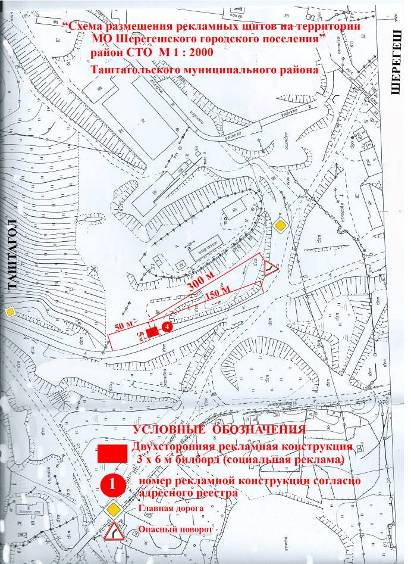 “Схема размещения рекламных щитов на территории
МО Шерегешского городского поселения”
район СТО М 1 : 2000
Таштагольского муниципального района
ШЕРЕГЕШ
ТАШТАГОЛ
300 м
150 М
50 м
4
УСЛОВНЫЕ ОБОЗНАЧЕНИЯ
Двухсторонняя рекламная конструкция
3 х 6 м билборд (социальная реклама)
1
номер рекламной конструкции согласно
адресного реестра
Главная дорога
Опасный поворот